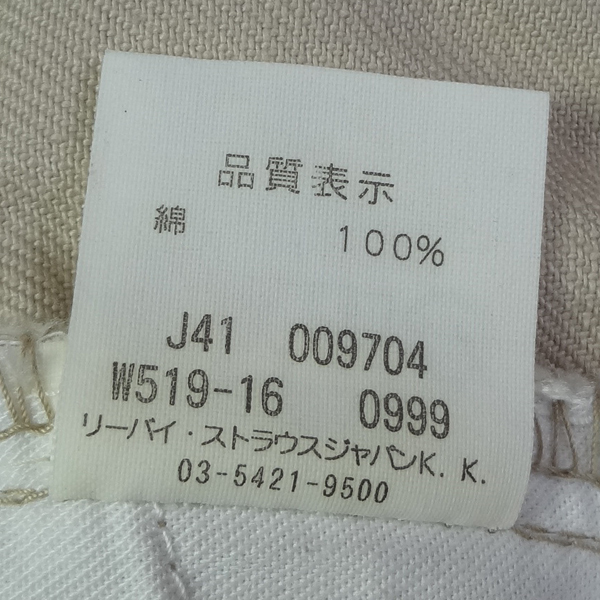 品質表示
綿 100%
J41 009704
W519-16 0999
リーバイ・ストラウスジャパンK. K.
03-5421-9500